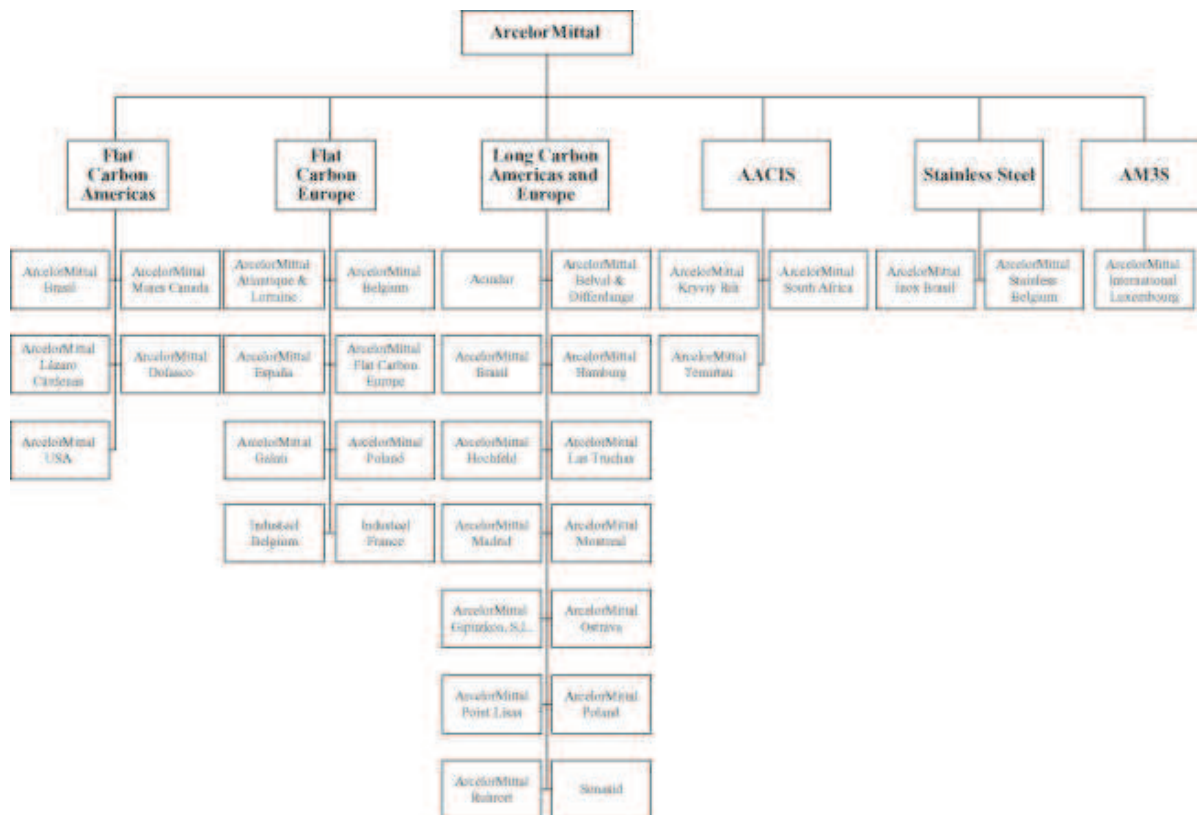 ArcelorMittal
Flat
Carbon
Americas
Flat
Carbon
Europe
Long Carbon
Americas and
Europe
AACIS
Stainless Steel
AM3S
ArcelorMittal
Brasil
ArcelorMittal
Mines Canada
ArcelorMittal
Atlantique &
Lorraine
ArcelorMittal
Belgium
Acindar
ArcelorMittal
Belval &
Differdange
ArcelorMittal
Kryviy Rih
ArcelorMittal
South Africa
ArcelorMittal
Inox Brasil
ArcelorMittal
Stainless
Belgium
ArcelorMittal
International
Luxembourg
ArcelorMittal
Lázaro
Cárdenas
ArcelorMittal
Dofasco
ArcelorMittal
España
ArcelorMittal
Flat Carbon
Europe
ArcelorMittal
Brasil
ArcelorMittal
Hamburg
ArcelorMittal
Temirtau
ArcelorMittal
USA
ArcelorMittal
Galati
ArcelorMittal
Poland
ArcelorMittal
Hochfeld
ArcelorMittal
Las Truchas
Industeel
Belgium
Industeel
France
ArcelorMittal
Madrid
ArcelorMittal
Montreal
ArcelorMittal
Gipuzkoa, S.L.
ArcelorMittal
Ostrava
ArcelorMittal
Point Lisas
ArcelorMittal
Poland
ArcelorMittal
Ruhrort
Sonasid